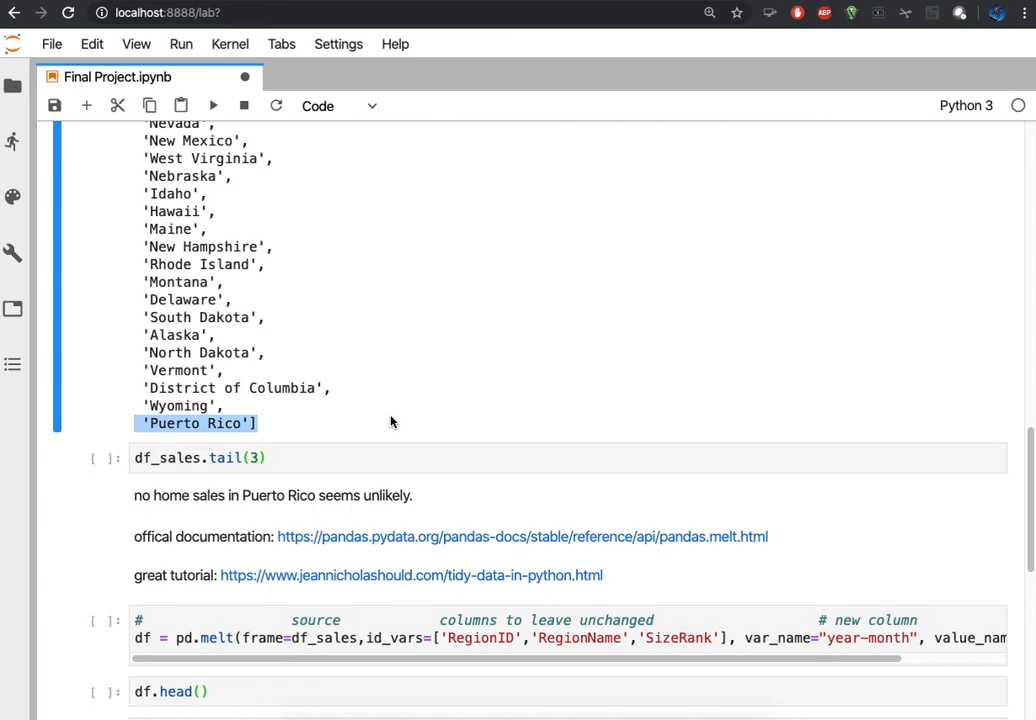 localhost:8888/lab?
ABP
File Edit View Run Kernel Tabs Settings Help
Final Project.ipynb
Code
Python 3
'Nevada',
'New Mexico',
'West Virginia',
'Nebraska',
'Idaho',
'Hawaii',
'Maine',
'New Hampshire',
'Rhode Island',
'Montana',
'Delaware',
'South Dakota',
'Alaska',
'North Dakota',
'Vermont',
'District of Columbia',
'Wyoming',
'Puerto Rico']
[ ]: df_sales.tail(3)
no home sales in Puerto Rico seems unlikely.
offical documentation: https://pandas.pydata.org/pandas-docs/stable/reference/api/pandas.melt.html
great tutorial: https://www.jeannicholashould.com/tidy-data-in-python.html
[ ]: # source columns to leave unchanged # new column
df = pd.melt(frame=df_sales,id_vars=['RegionID','RegionName','SizeRank'], var_name="year-month", value_nam
[ ]: df.head()